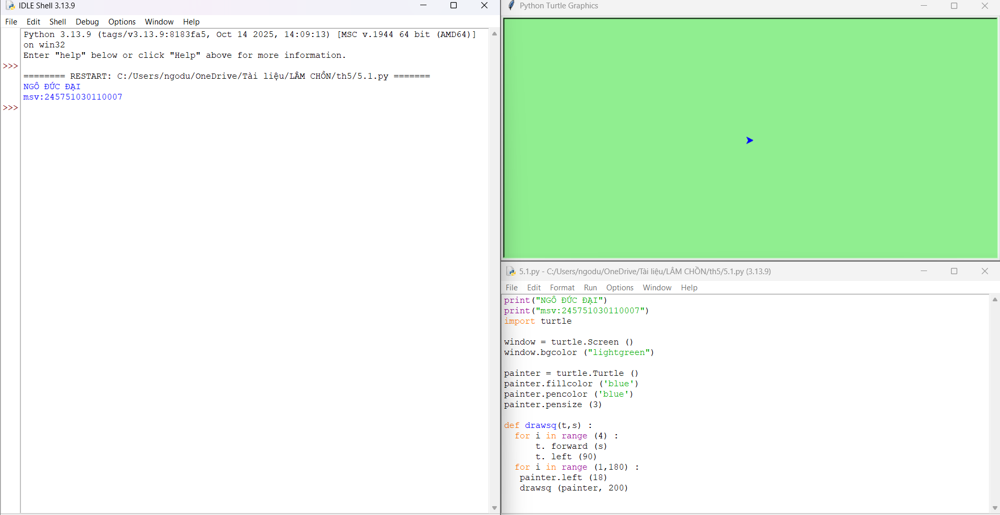 IDLE Shell 3.13.9
File Edit Shell Debug Options Window Help
Python 3.13.9 (tags/v3.13.9:8183fa5, Oct 14 2025, 14:09:13) [MSC v.1944 64 bit (AMD64)]
on win32
Enter "help" below or click "Help" above for more information.
>>>
======== RESTART: C:/Users/ngodu/OneDrive/Tài liệu/LÂM CHỒN/th5/5.1.py =======
NGÔ ĐỨC ĐẠI
msv:245751030110007
>>>
Python Turtle Graphics
5.1.py - C:/Users/ngodu/OneDrive/Tài liệu/LÂM CHỒN/th5/5.1.py (3.13.9)
File Edit Format Run Options Window Help
print("NGÔ ĐỨC ĐẠI")
print("msv:245751030110007")
import turtle

window = turtle.Screen ()
window.bgcolor ("lightgreen")

painter = turtle.Turtle ()
painter.fillcolor ('blue')
painter.pencolor ('blue')
painter.pensize (3)

def drawsq(t,s) :
  for i in range (4) :
      t. forward (s)
      t. left (90)
  for i in range (1,180) :
   painter.left (18)
   drawsq (painter, 200)